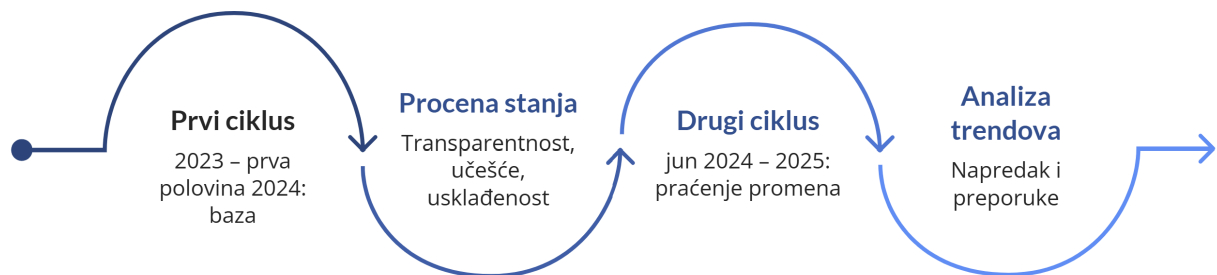 Prvi ciklus
2023 – prva
polovina 2024:
baza
Procena stanja
Transparentnost,
učešće,
usklađenost
Drugi ciklus
jun 2024 – 2025:
praćenje promena
Analiza
trendova
Napredak i
preporuke